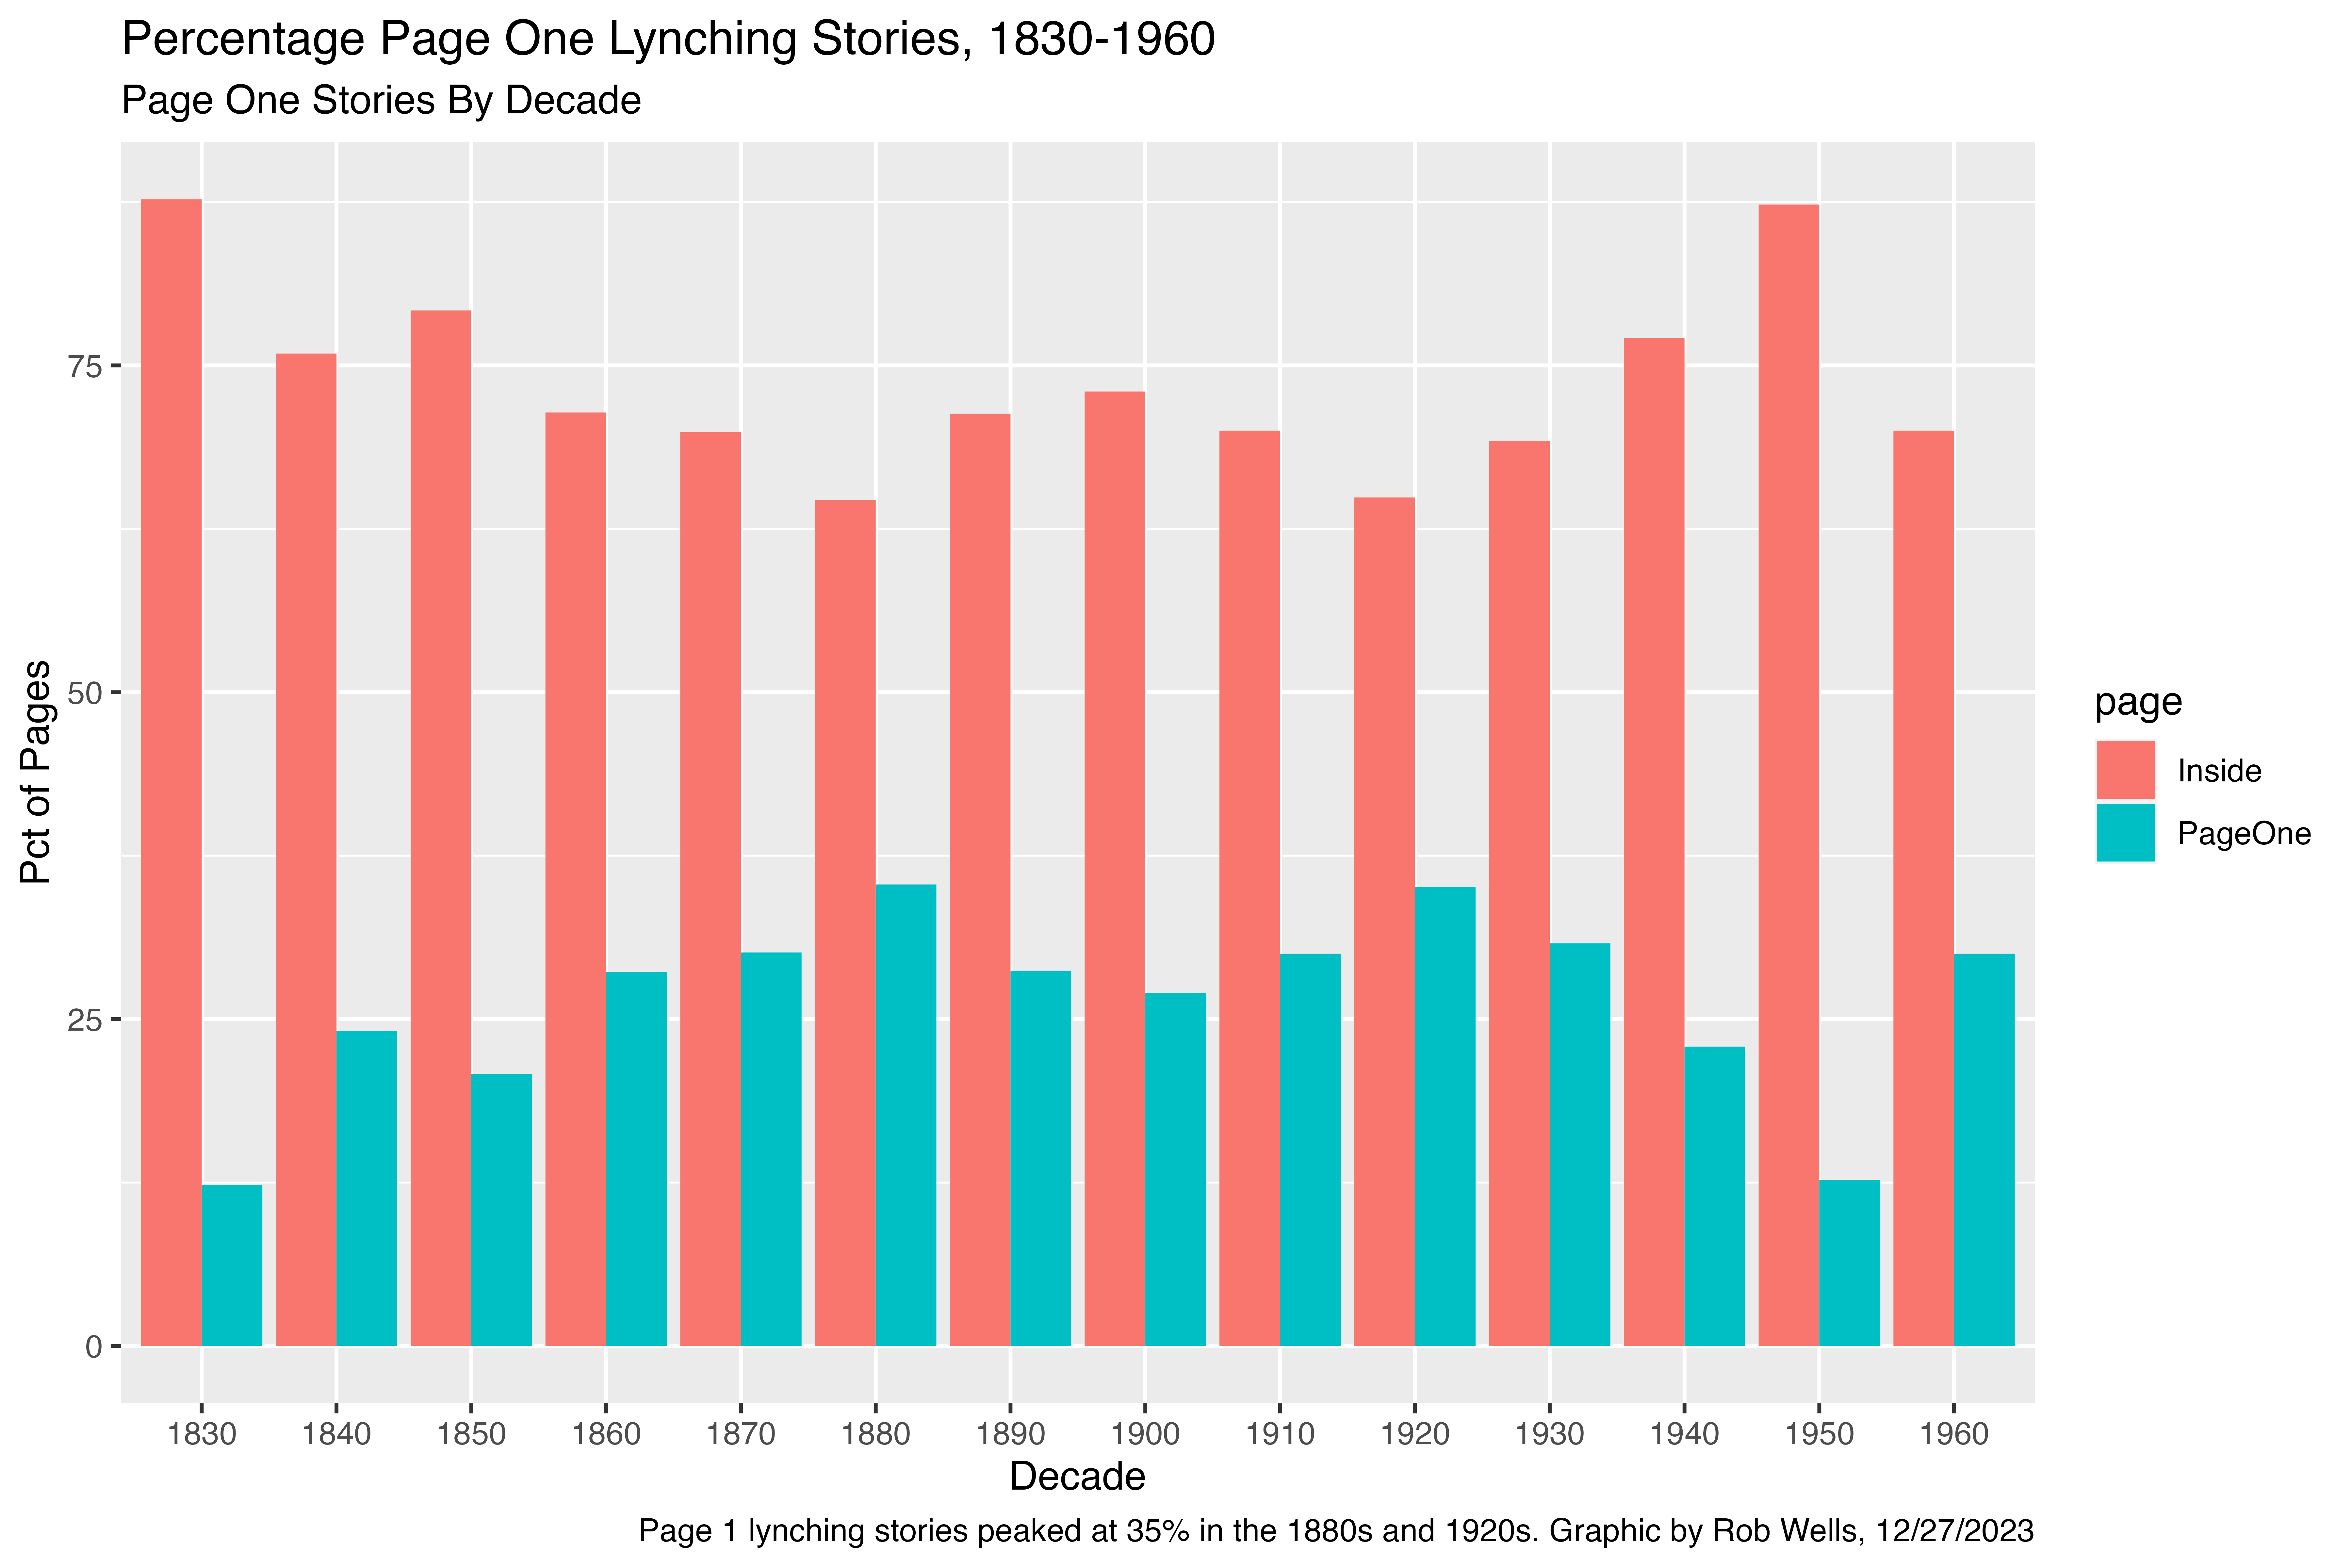 Percentage Page One Lynching Stories, 1830-1960
Page One Stories By Decade
Pct of Pages
75
50
25
0
1830 1840 1850 1860 1870 1880 1890 1900 1910 1920 1930 1940 1950 1960
Decade
page
Inside
PageOne
Page 1 lynching stories peaked at 35% in the 1880s and 1920s. Graphic by Rob Wells, 12/27/2023